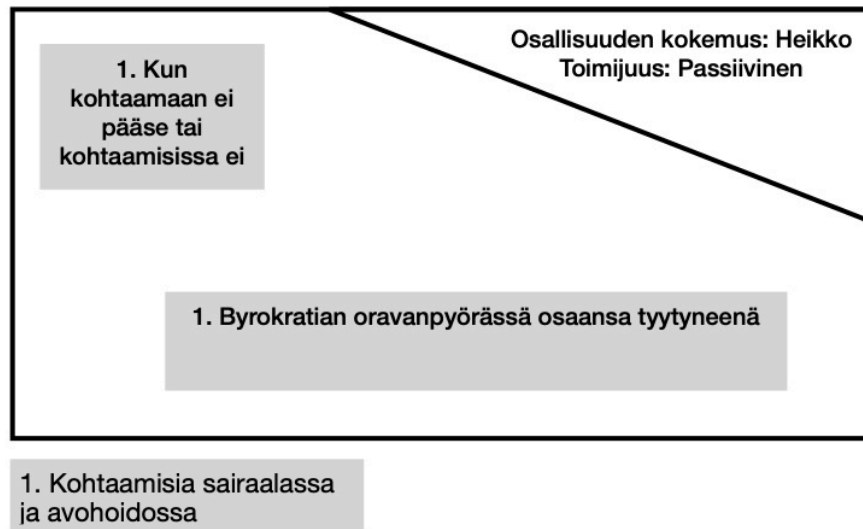 Osallisuuden kokemus: Heikko
Toimijuus: Passiivinen
1. Kun
kohtaamaan ei
pääse tai
kohtaamisissa ei
1. Byrokratian oravanpyörässä osaansa tyytyneenä
1. Kohtaamisia sairaalassa
ja avohoidossa